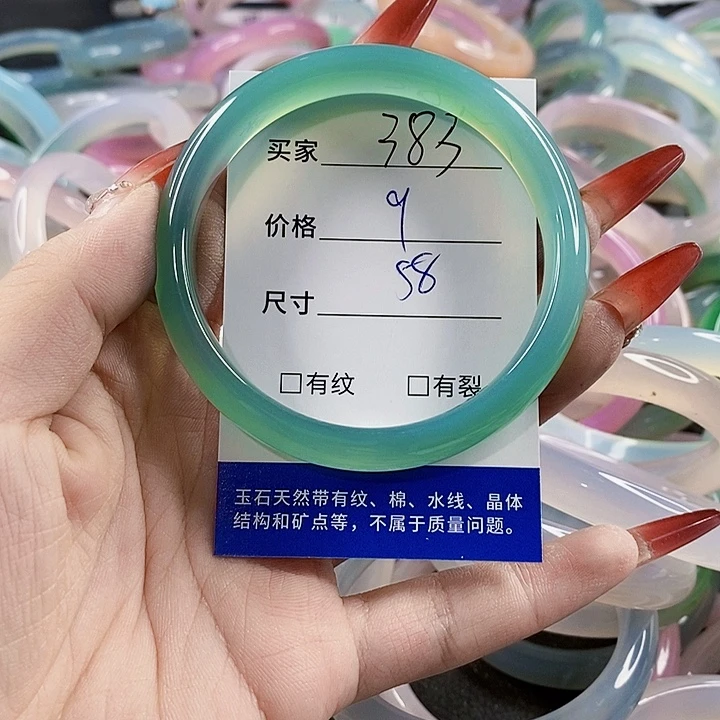 买家 383
价格 9
尺寸 58
□有纹 □有裂
玉石天然带有纹、棉、水线、晶体
结构和矿点等，不属于质量问题。